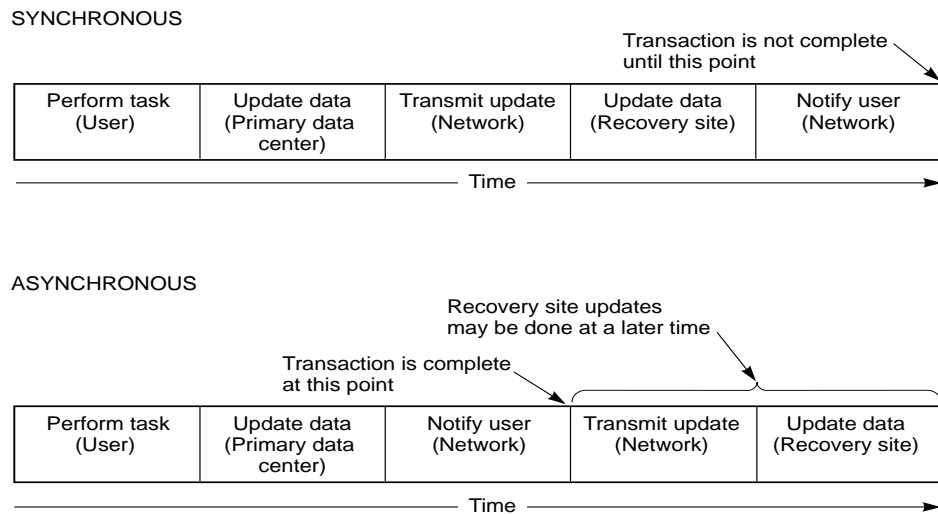 SYNCHRONOUS
Transaction is not complete
until this point
Perform task
(User)
Update data
(Primary data
center)
Transmit update
(Network)
Update data
(Recovery site)
Notify user
(Network)
Time
ASYNCHRONOUS
Recovery site updates
may be done at a later time
Transaction is complete
at this point
Perform task
(User)
Update data
(Primary data
center)
Notify user
(Network)
Transmit update
(Network)
Update data
(Recovery site)
Time